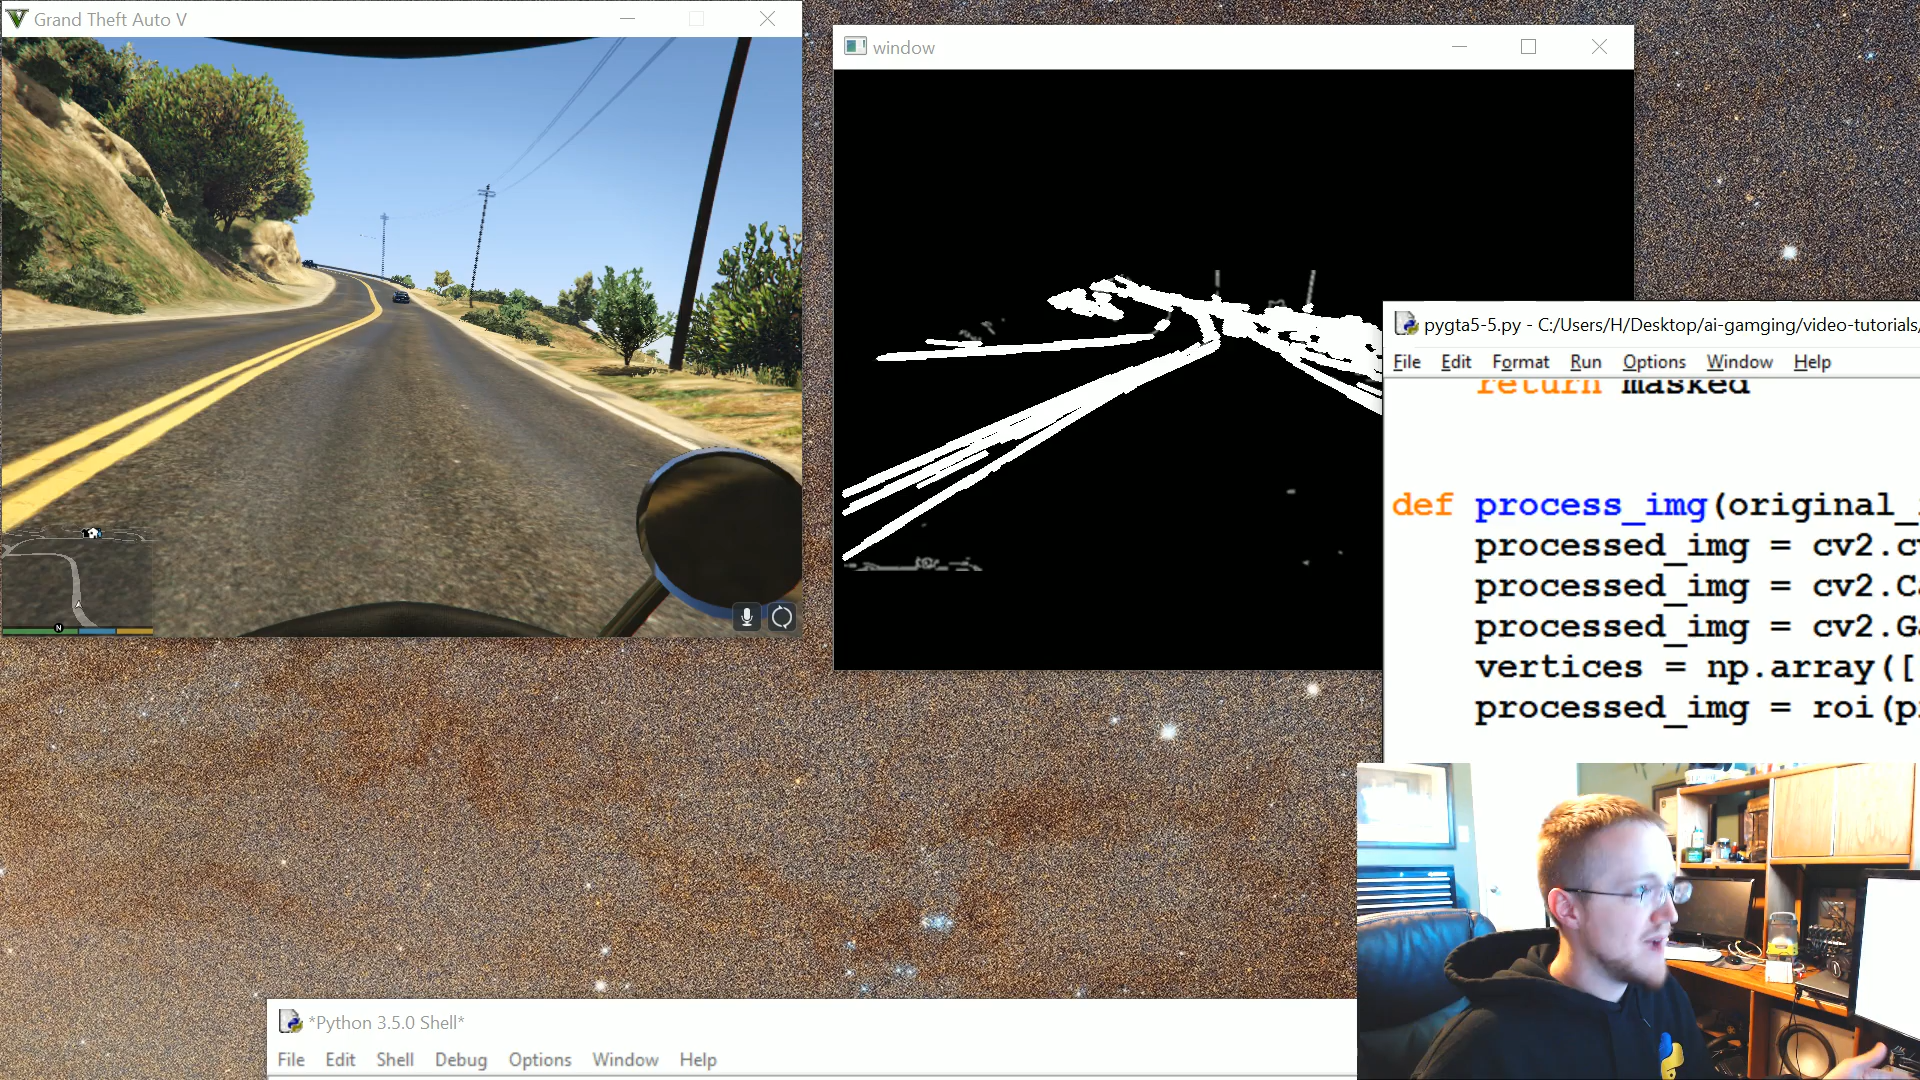 Grand Theft Auto V
window
pygta5-5.py - C:/Users/H/Desktop/ai-gamging/video-tutorials/
File Edit Format Run Options Window Help
return masked
def process_img(original_
processed_img = cv2.c
processed_img = cv2.C
processed_img = cv2.G
vertices = np.array([
processed_img = roi(p
N
*Python 3.5.0 Shell*
File Edit Shell Debug Options Window Help